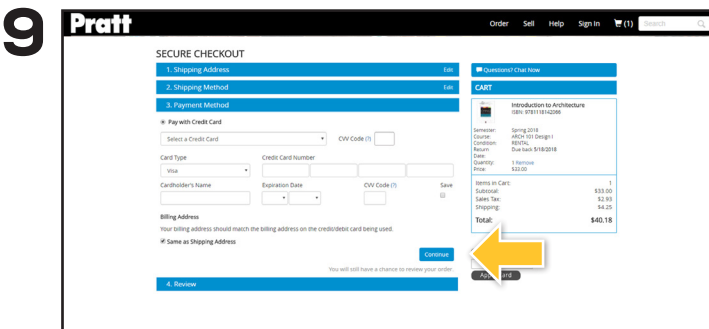 9
Pratt
Order Sell Help Sign In (1) Search
SECURE CHECKOUT
1. Shipping Address Edit
2. Shipping Method Edit
3. Payment Method
Pay with Credit Card
Select a Credit Card CVV Code (?)
Card Type Credit Card Number
Visa
Cardholder's Name Expiration Date CVV Code (?) Save
Billing Address
Your billing address should match the billing address on the credit/debit card being used.
Same as Shipping Address
Continue
You will still have a chance to review your order.
4. Review
Questions? Chat Now
CART
Introduction to Architecture
ISBN: 9781118142066
Semester: Spring 2018
Course: ARCH 101 Design I
Condition: RENTAL
Return Due back 5/18/2018
Date:
Quantity: 1 Remove
Price: $33.00
Items in Cart: 1
Subtotal: $33.00
Sales Tax: $2.93
Shipping: $4.25
Total: $40.18